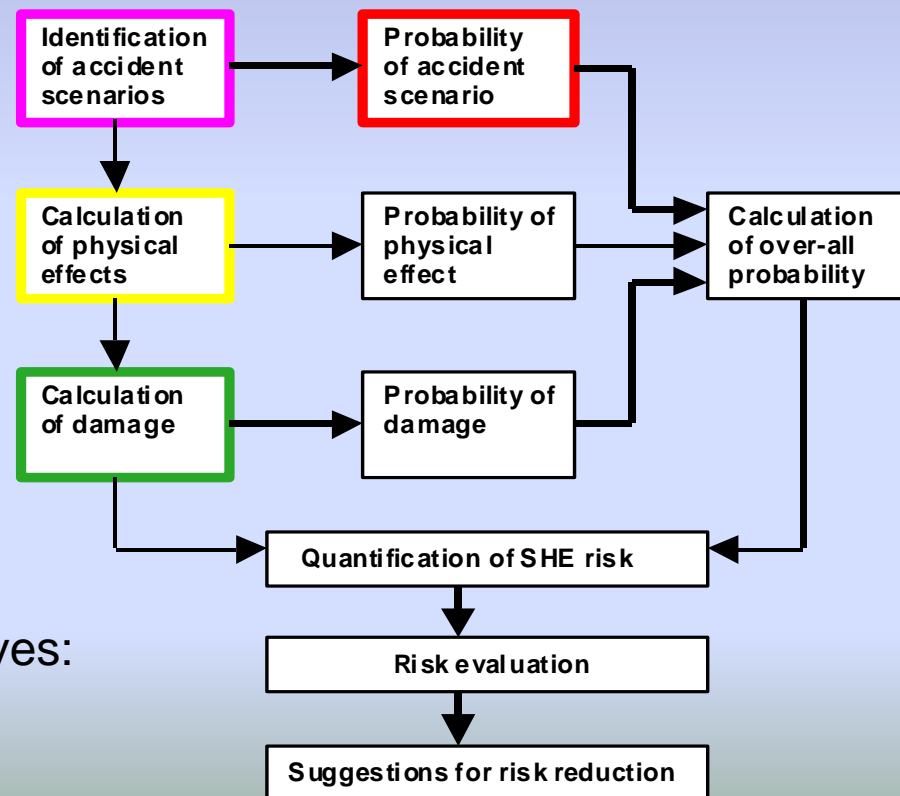 Identification
of accident
scenarios
Probability
of accident
scenario
Calculation
of physical
effects
Probability of
physical
effect
Calculation
of over-all
probability
Calculation
of damage
Probability of
damage
Quantification of SHE risk
Risk evaluation
Suggestions for risk reduction